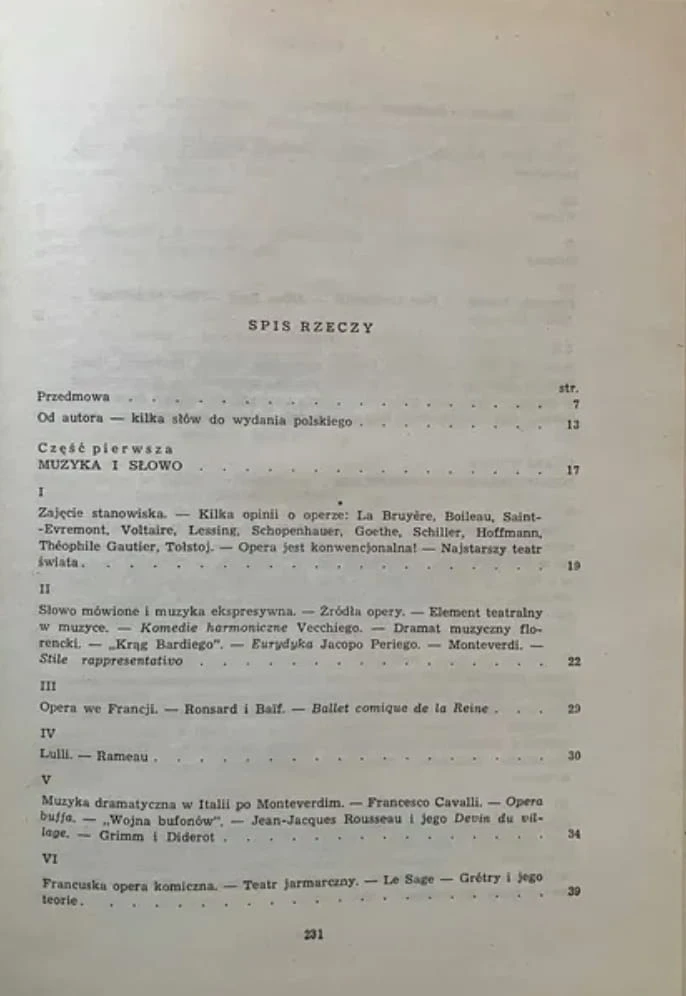 SPIS RZECZY
str.
Przedmowa . . . . . . . . . . . . . . . . . . 7
Od autora — kilka słów do wydania polskiego . . . . . . . . . 13
Część pierwsza
MUZYKA I SŁOWO . . . . . . . . . . . . . . . . 17
I
Zajęcie stanowiska. — Kilka opinii o operze: La Bruyère, Boileau, Saint-
-Evremont, Voltaire, Lessing, Schopenhauer, Goethe, Schiller, Hoffmann,
Théophile Gautier, Tołstoj. — Opera jest konwencjonalna! — Najstarszy teatr
świata . . . . . . . . . . . . . . . . . . . . 19
II
Słowo mówione i muzyka ekspresywna. — Źródła opery. — Element teatralny
w muzyce. — Komedie harmoniczne Vecchiego. — Dramat muzyczny flo-
rencki. — „Krąg Bardiego". — Eurydyka Jacopo Periego. — Monteverdi. —
Stile rappresentativo . . . . . . . . . . . . . . . 22
III
Opera we Francji. — Ronsard i Baïf. — Ballet comique de la Reine . . . 29
IV
Lulli. — Rameau . . . . . . . . . . . . . . . . . 30
V
Muzyka dramatyczna w Italii po Monteverdim. — Francesco Cavalli. — Opera
buffa. — „Wojna bufonów". — Jean-Jacques Rousseau i jego Devin du vil-
lage. — Grimm i Diderot . . . . . . . . . . . . . . 34
VI
Francuska opera komiczna. — Teatr jarmarczny. — Le Sage — Grétry i jego
teorie . . . . . . . . . . . . . . . . . . . . 39
231